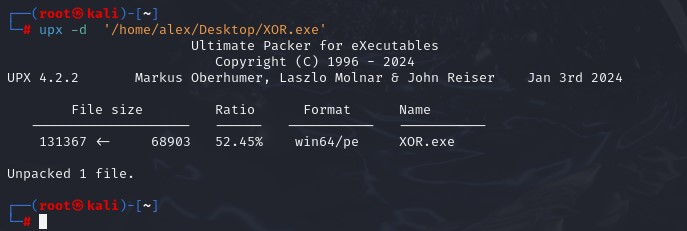 ┌──(root㉿kali)-[~]
└─# upx -d  '/home/alex/Desktop/XOR.exe'
Ultimate Packer for eXecutables
Copyright (C) 1996 - 2024
UPX 4.2.2       Markus Oberhumer, Laszlo Molnar & John Reiser    Jan 3rd 2024
File size         Ratio      Format      Name
--------------------   ------   -----------   -----------
131367 <-     68903   52.45%    win64/pe     XOR.exe
Unpacked 1 file.
┌──(root㉿kali)-[~]
└─#